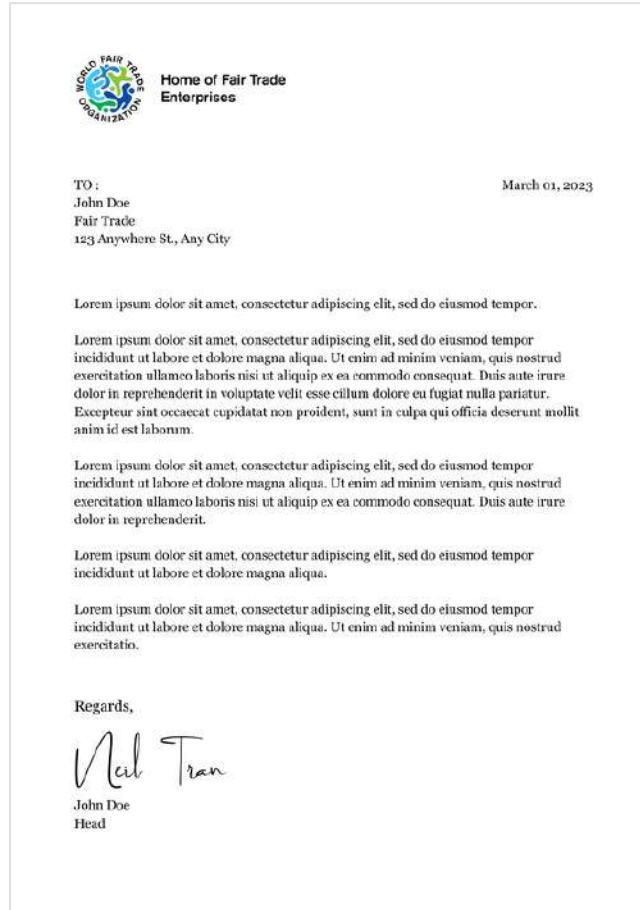 WORLD FAIR TRADE ORGANIZATION
Home of Fair Trade
Enterprises
TO :
March 01, 2023
John Doe
Fair Trade
123 Anywhere St., Any City
Lorem ipsum dolor sit amet, consectetur adipiscing elit, sed do eiusmod tempor.
Lorem ipsum dolor sit amet, consectetur adipiscing elit, sed do eiusmod tempor
incididunt ut labore et dolore magna aliqua. Ut enim ad minim veniam, quis nostrud
exercitation ullamco laboris nisi ut aliquip ex ea commodo consequat. Duis aute irure
dolor in reprehenderit in voluptate velit esse cillum dolore eu fugiat nulla pariatur.
Excepteur sint occaecat cupidatat non proident, sunt in culpa qui officia deserunt mollit
anim id est laborum.
Lorem ipsum dolor sit amet, consectetur adipiscing elit, sed do eiusmod tempor
incididunt ut labore et dolore magna aliqua. Ut enim ad minim veniam, quis nostrud
exercitation ullamco laboris nisi ut aliquip ex ea commodo consequat. Duis aute irure
dolor in reprehenderit.
Lorem ipsum dolor sit amet, consectetur adipiscing elit, sed do eiusmod tempor
incididunt ut labore et dolore magna aliqua.
Lorem ipsum dolor sit amet, consectetur adipiscing elit, sed do eiusmod tempor
incididunt ut labore et dolore magna aliqua. Ut enim ad minim veniam, quis nostrud
exercitatio.
Regards,
Neil Tran
John Doe
Head